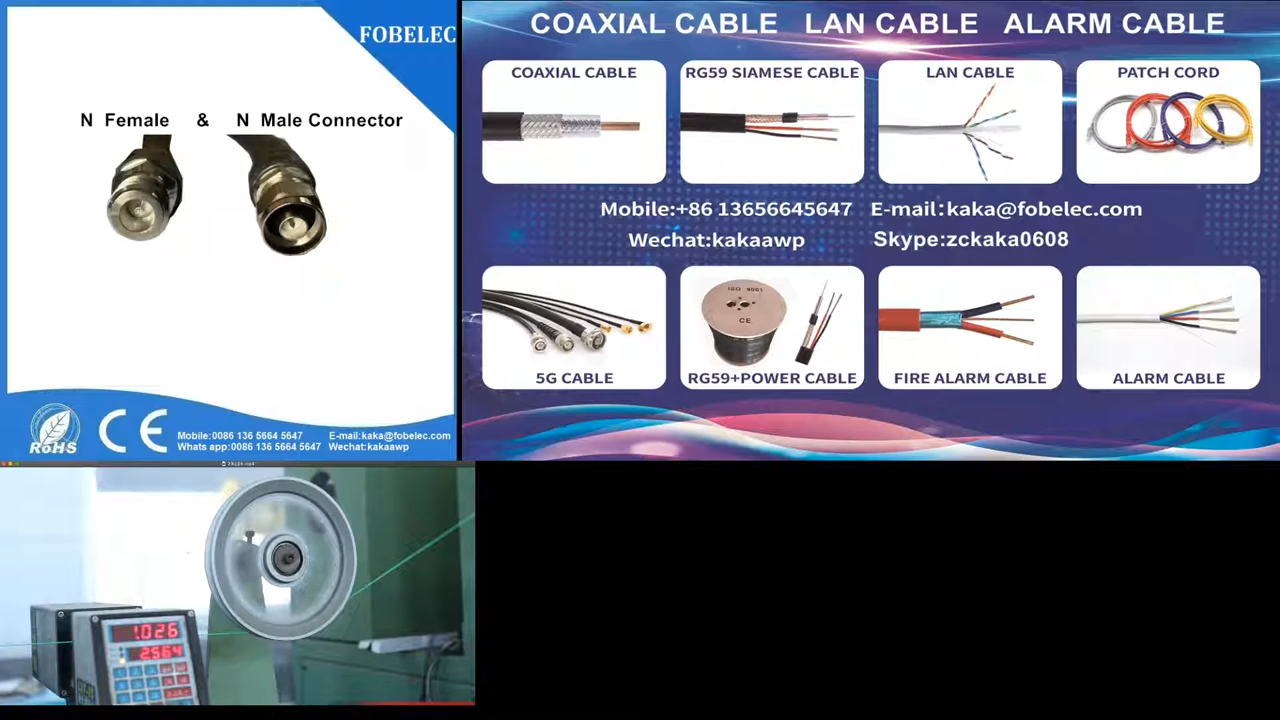 FOBELEC
N Female & N Male Connector
RoHS
CE
Mobile:0086 136 5664 5647 E-mail:kaka@fobelec.com
Whats app:0086 136 5664 5647 Wechat:kakaawp
COAXIAL CABLE LAN CABLE ALARM CABLE
COAXIAL CABLE
RG59 SIAMESE CABLE
LAN CABLE
PATCH CORD
Mobile:+86 13656645647 E-mail:kaka@fobelec.com
Wechat:kakaawp Skype:zckaka0608
ISO 9001
CE
5G CABLE
RG59+POWER CABLE
FIRE ALARM CABLE
ALARM CABLE
1.026
2.564